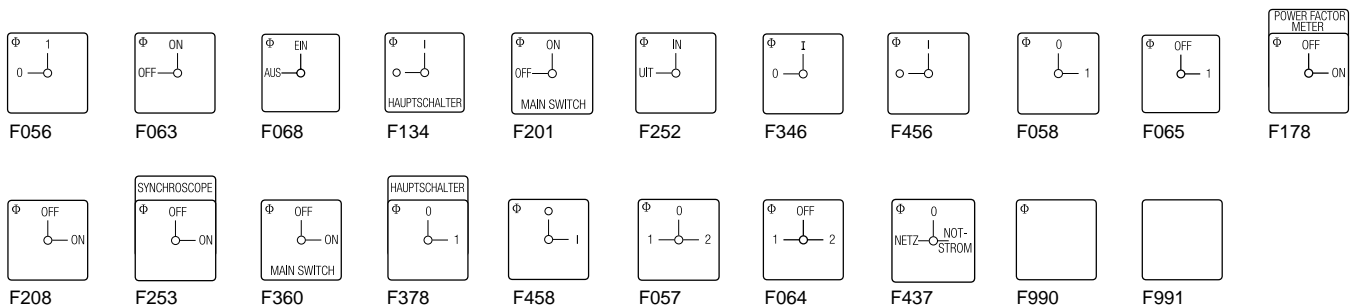 Φ 1
0
F056
Φ ON
OFF
F063
Φ EIN
AUS
F068
Φ I
O
HAUPTSCHALTER
F134
Φ ON
OFF
MAIN SWITCH
F201
Φ IN
UIT
F252
Φ I
0
F346
Φ I
O
F456
Φ 0
1
F058
Φ OFF
1
F065
POWER FACTOR
METER
Φ OFF
ON
F178
Φ OFF
ON
F208
SYNCHROSCOPE
Φ OFF
ON
F253
Φ OFF
ON
MAIN SWITCH
F360
HAUPTSCHALTER
Φ 0
1
F378
Φ O
I
F458
Φ 0
1 2
F057
Φ OFF
1 2
F064
Φ 0
NETZ NOT-
STROM
F437
Φ
F990
F991